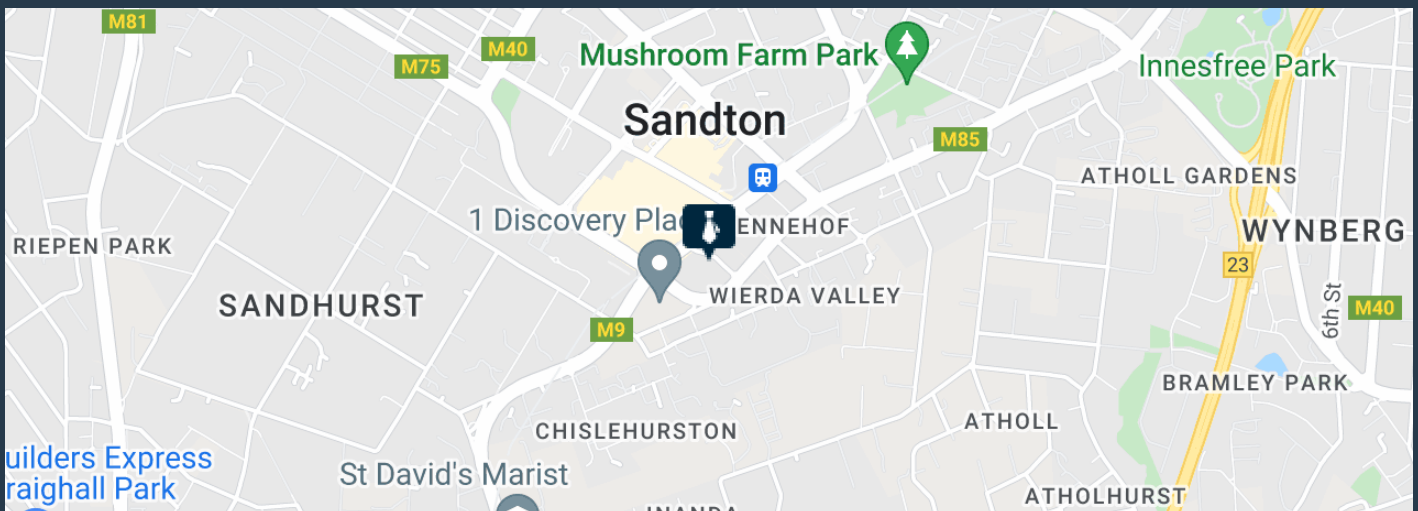 M81
M40
M75
Mushroom Farm Park
Innesfree Park
Sandton
M85
ATHOLL GARDENS
1 Discovery Plac
ENNEHOF
WYNBERG
RIEPEN PARK
23
SANDHURST
WIERDA VALLEY
6th St
M40
M9
BRAMLEY PARK
ATHOLL
CHISLEHURSTON
uilders Express
raighall Park
St David's Marist
ATHOLHURST